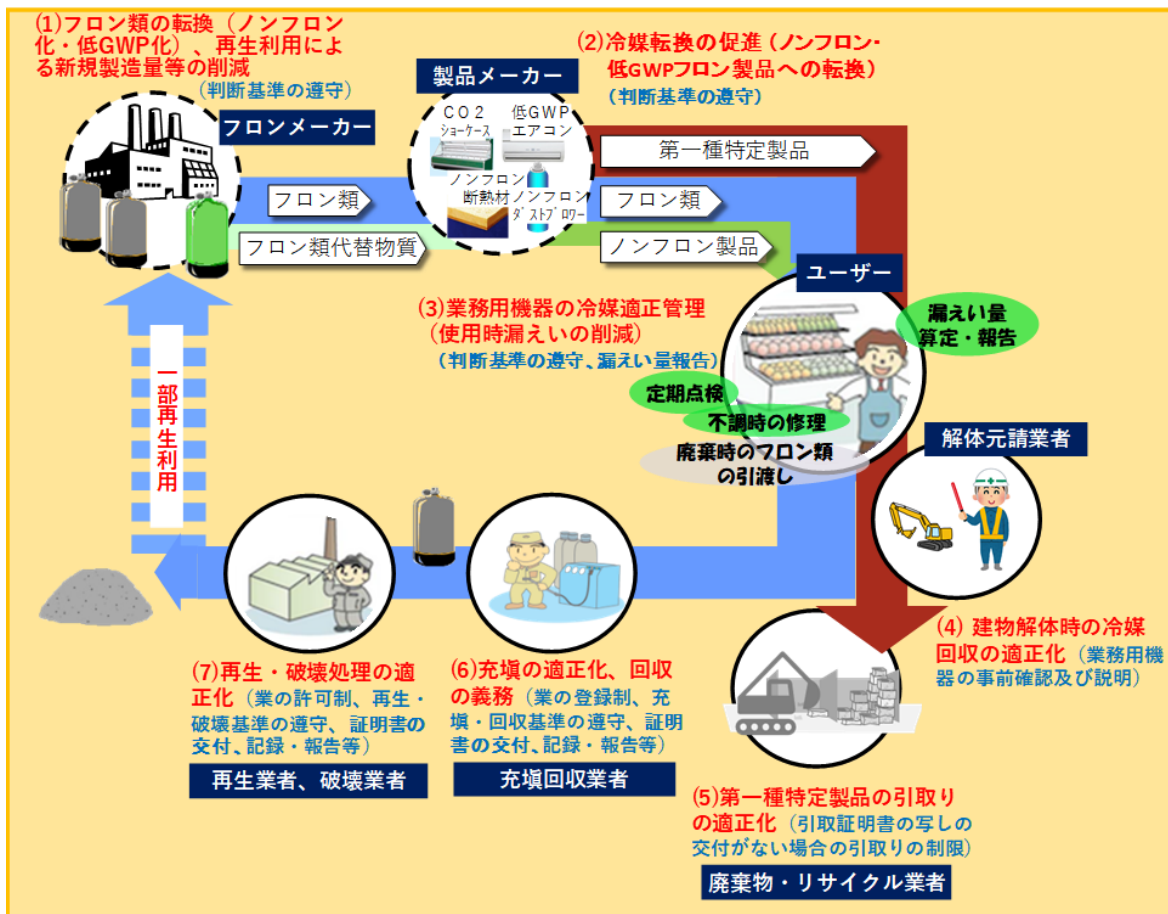 (1)フロン類の転換（ノンフロン
化・低GWP化）、再生利用によ
る新規製造量等の削減
（判断基準の遵守）
フロンメーカー
(2)冷媒転換の促進（ノンフロン・
低GWPフロン製品への転換）
（判断基準の遵守）
製品メーカー
ＣＯ２
ショーケース
低GWP
エアコン
ノンフロン
断熱材
ノンフロン
ダストブロワー
フロン類
フロン類代替物質
第一種特定製品
フロン類
ノンフロン製品
ユーザー
(3)業務用機器の冷媒適正管理
（使用時漏えいの削減）
（判断基準の遵守、漏えい量報告）
漏えい量
算定・報告
定期点検
不調時の修理
廃棄時のフロン類
の引渡し
一部再生利用
解体元請業者
(4) 建物解体時の冷媒
回収の適正化（業務用機
器の事前確認及び説明）
(7)再生・破壊処理の適
正化（業の許可制、再生・
破壊基準の遵守、証明書の
交付、記録・報告等）
再生業者、破壊業者
(6)充塡の適正化、回収
の義務（業の登録制、充
塡・回収基準の遵守、証明
書の交付、記録・報告等）
充塡回収業者
(5)第一種特定製品の引取り
の適正化（引取証明書の写しの
交付がない場合の引取りの制限）
廃棄物・リサイクル業者